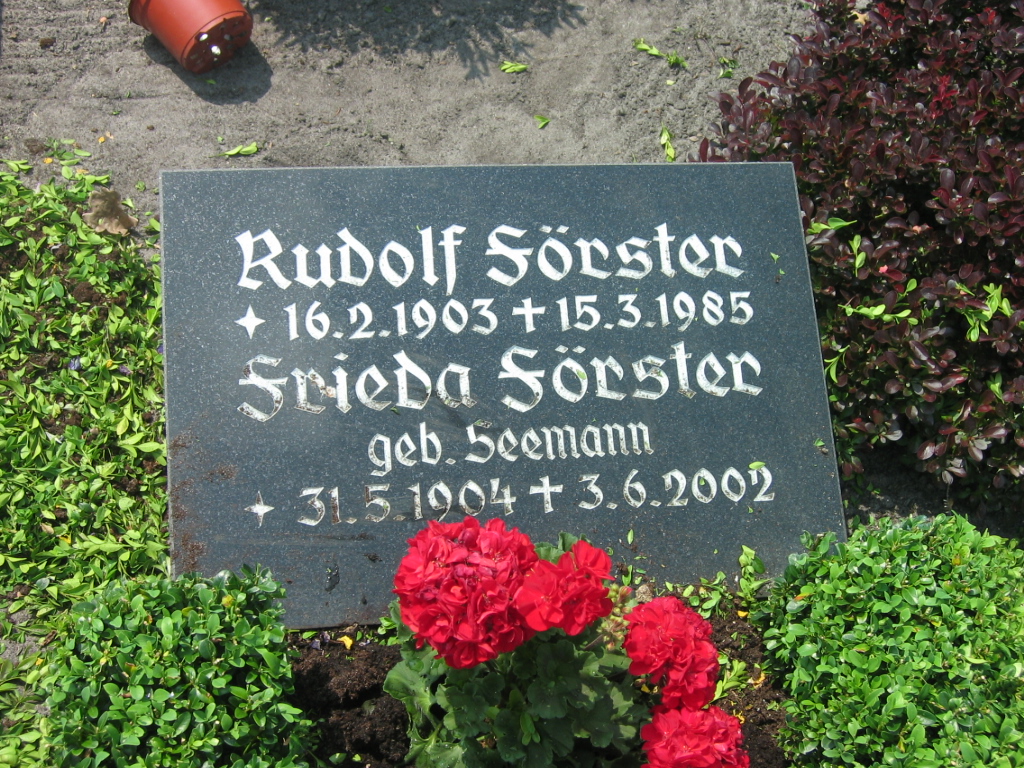 Rudolf Förster
✦ 16.2.1903 ✝ 15.3.1985
Frieda Förster
geb. Seemann
✦ 31.5.1904 ✝ 3.6.2002